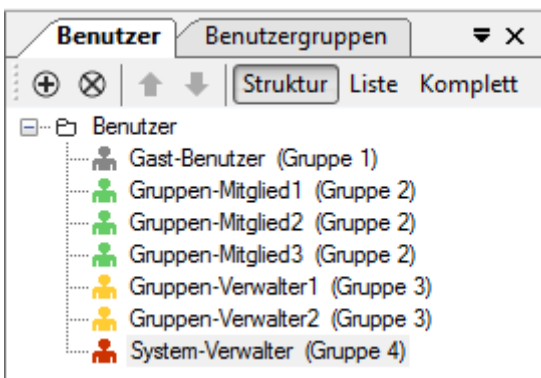 Benutzer Benutzergruppen
Struktur Liste Komplett
Benutzer
Gast-Benutzer (Gruppe 1)
Gruppen-Mitglied1 (Gruppe 2)
Gruppen-Mitglied2 (Gruppe 2)
Gruppen-Mitglied3 (Gruppe 2)
Gruppen-Verwalter1 (Gruppe 3)
Gruppen-Verwalter2 (Gruppe 3)
System-Verwalter (Gruppe 4)